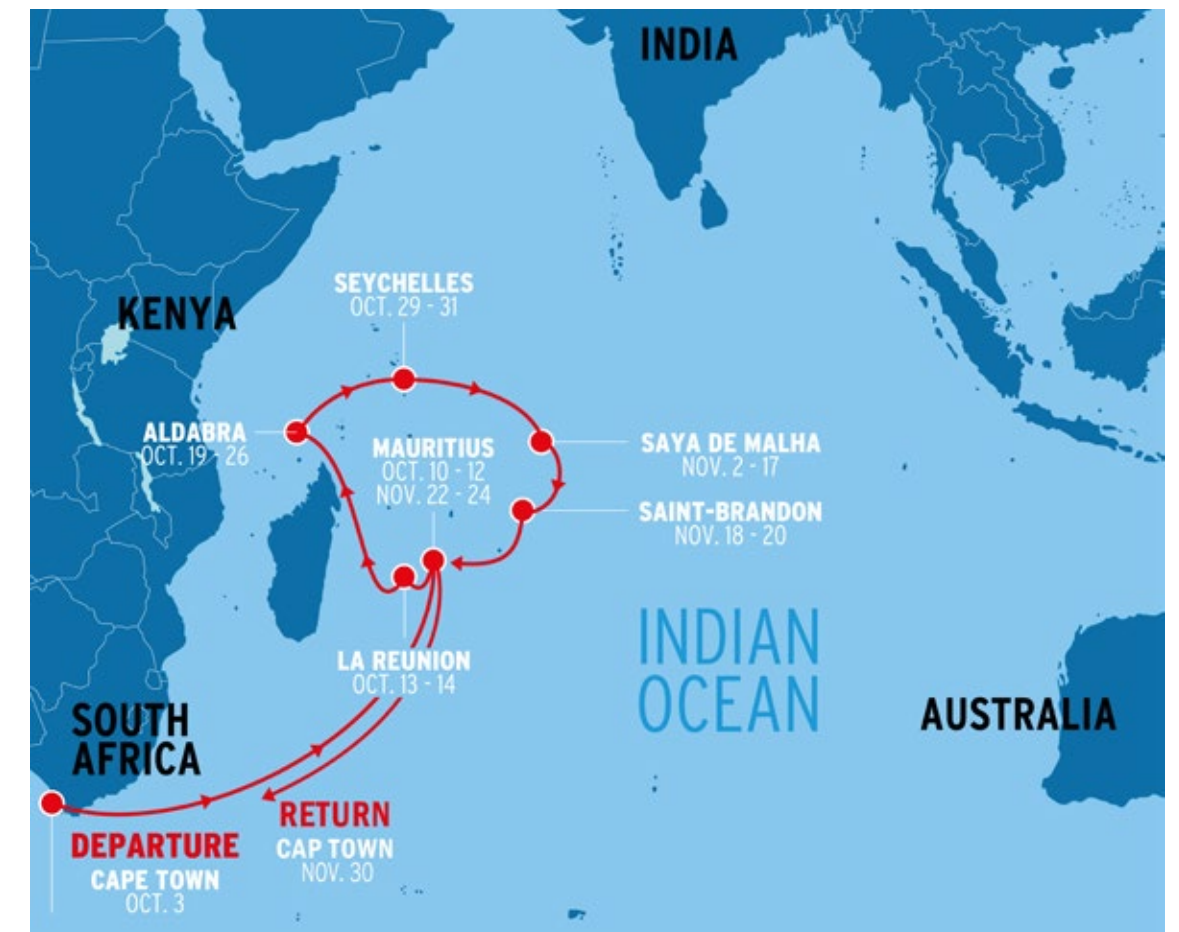 INDIA
KENYA
SEYCHELLES
OCT. 29 - 31
ALDABRA
OCT. 19 - 26
MAURITIUS
OCT. 10 - 12
NOV. 22 - 24
SAYA DE MALHA
NOV. 2 - 17
SAINT-BRANDON
NOV. 18 - 20
LA REUNION
OCT. 13 - 14
INDIAN
OCEAN
AUSTRALIA
SOUTH
AFRICA
DEPARTURE
CAPE TOWN
OCT. 3
RETURN
CAP TOWN
NOV. 30